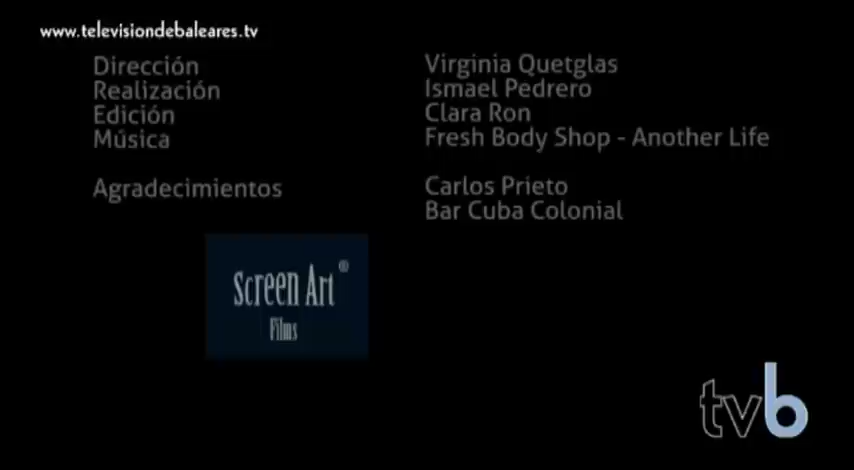 www.televisiondebaleares.tv
Dirección Virginia Quetglas
Realización Ismael Pedrero
Edición Clara Ron
Música Fresh Body Shop - Another Life
Agradecimientos Carlos Prieto
Bar Cuba Colonial
Screen Art ®
Films
tvb